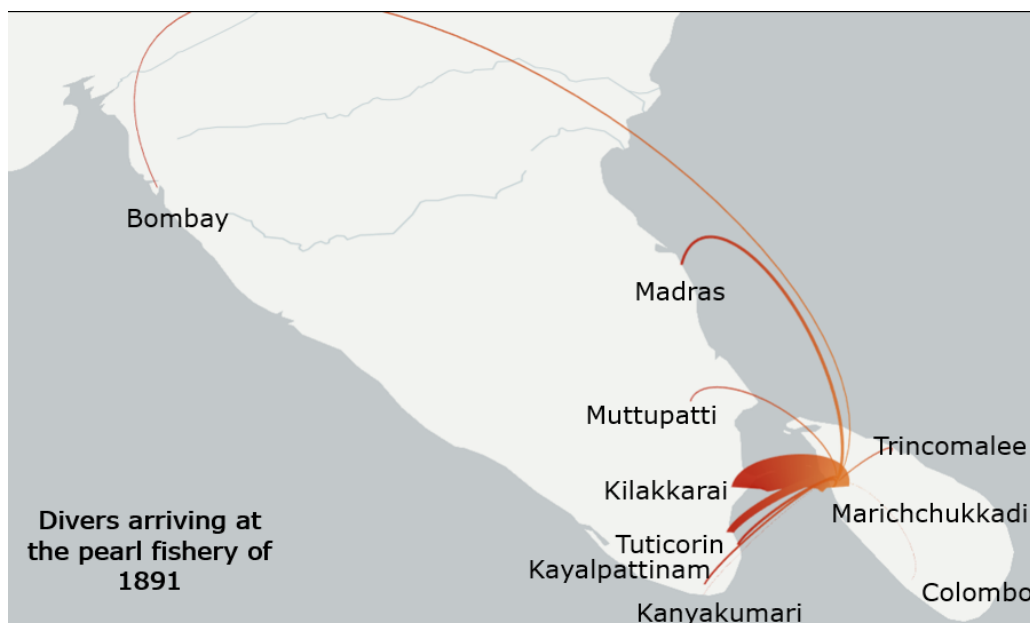 Bombay
Madras
Muttupatti
Trincomalee
Kilakkarai
Marichchukkadi
Divers arriving at
the pearl fishery of
1891
Tuticorin
Kayalpattinam
Colombo
Kanyakumari